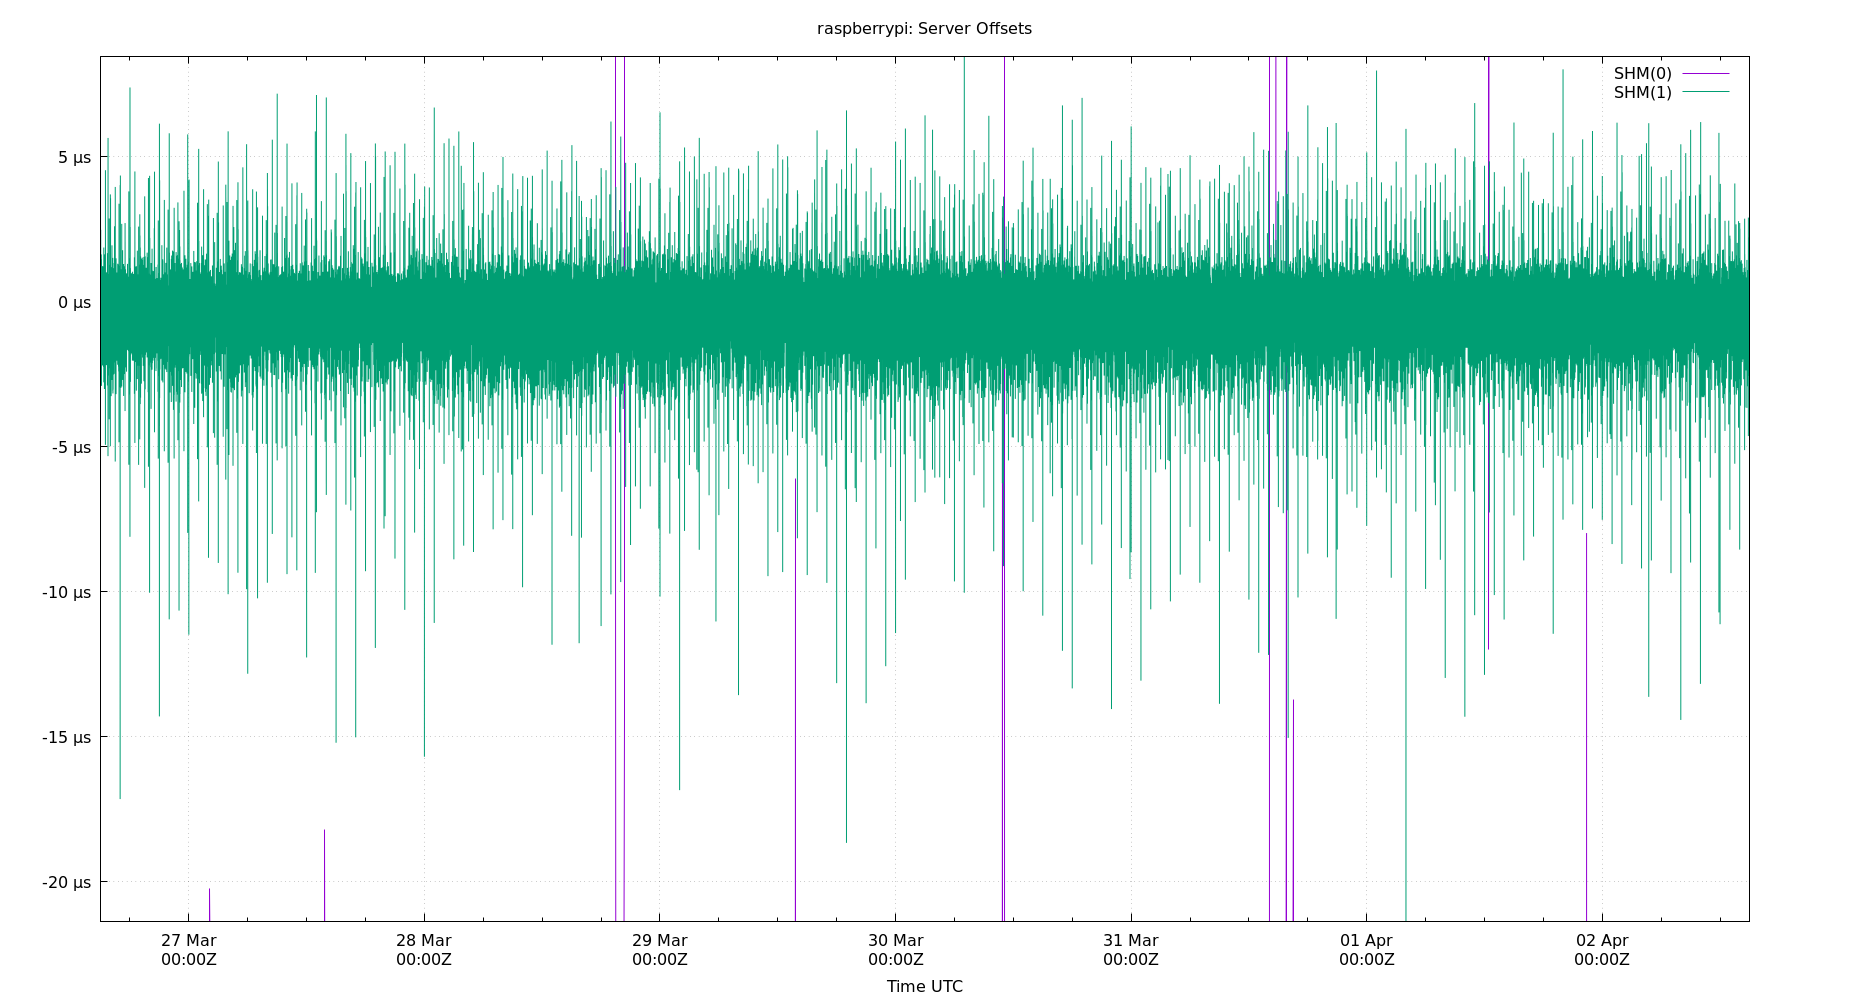 raspberrypi: Server Offsets
SHM(0)
SHM(1)
5 µs
0 µs
-5 µs
-10 µs
-15 µs
-20 µs
27 Mar 28 Mar 29 Mar 30 Mar 31 Mar 01 Apr 02 Apr
00:00Z 00:00Z 00:00Z 00:00Z 00:00Z 00:00Z 00:00Z
Time UTC